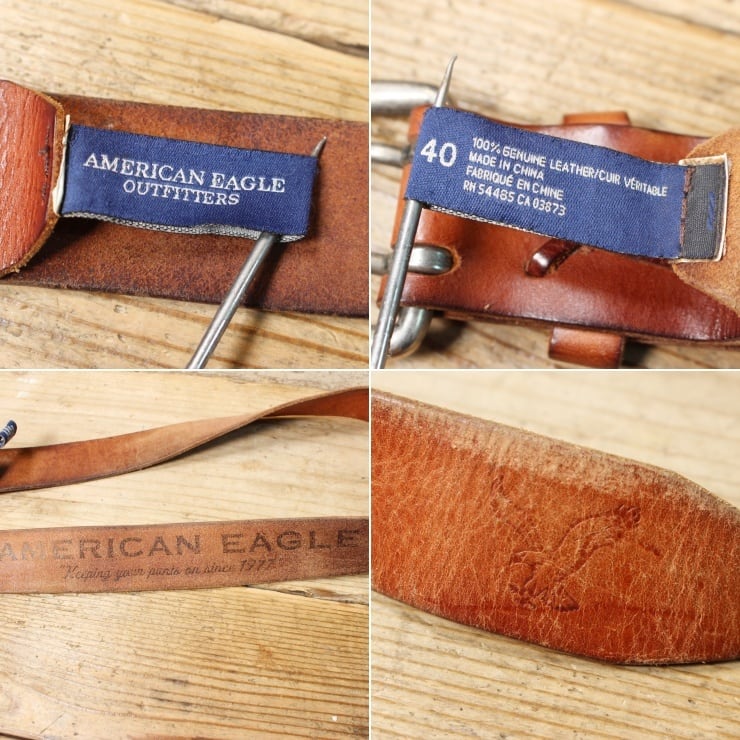 AMERICAN EAGLE
OUTFITTERS
40
100% GENUINE LEATHER/CUIR VÉRITABLE
MADE IN CHINA
FABRIQUÉ EN CHINE
RN 54485 CA 03873
AMERICAN EAGLE
"Keeping your pants on since 1977"